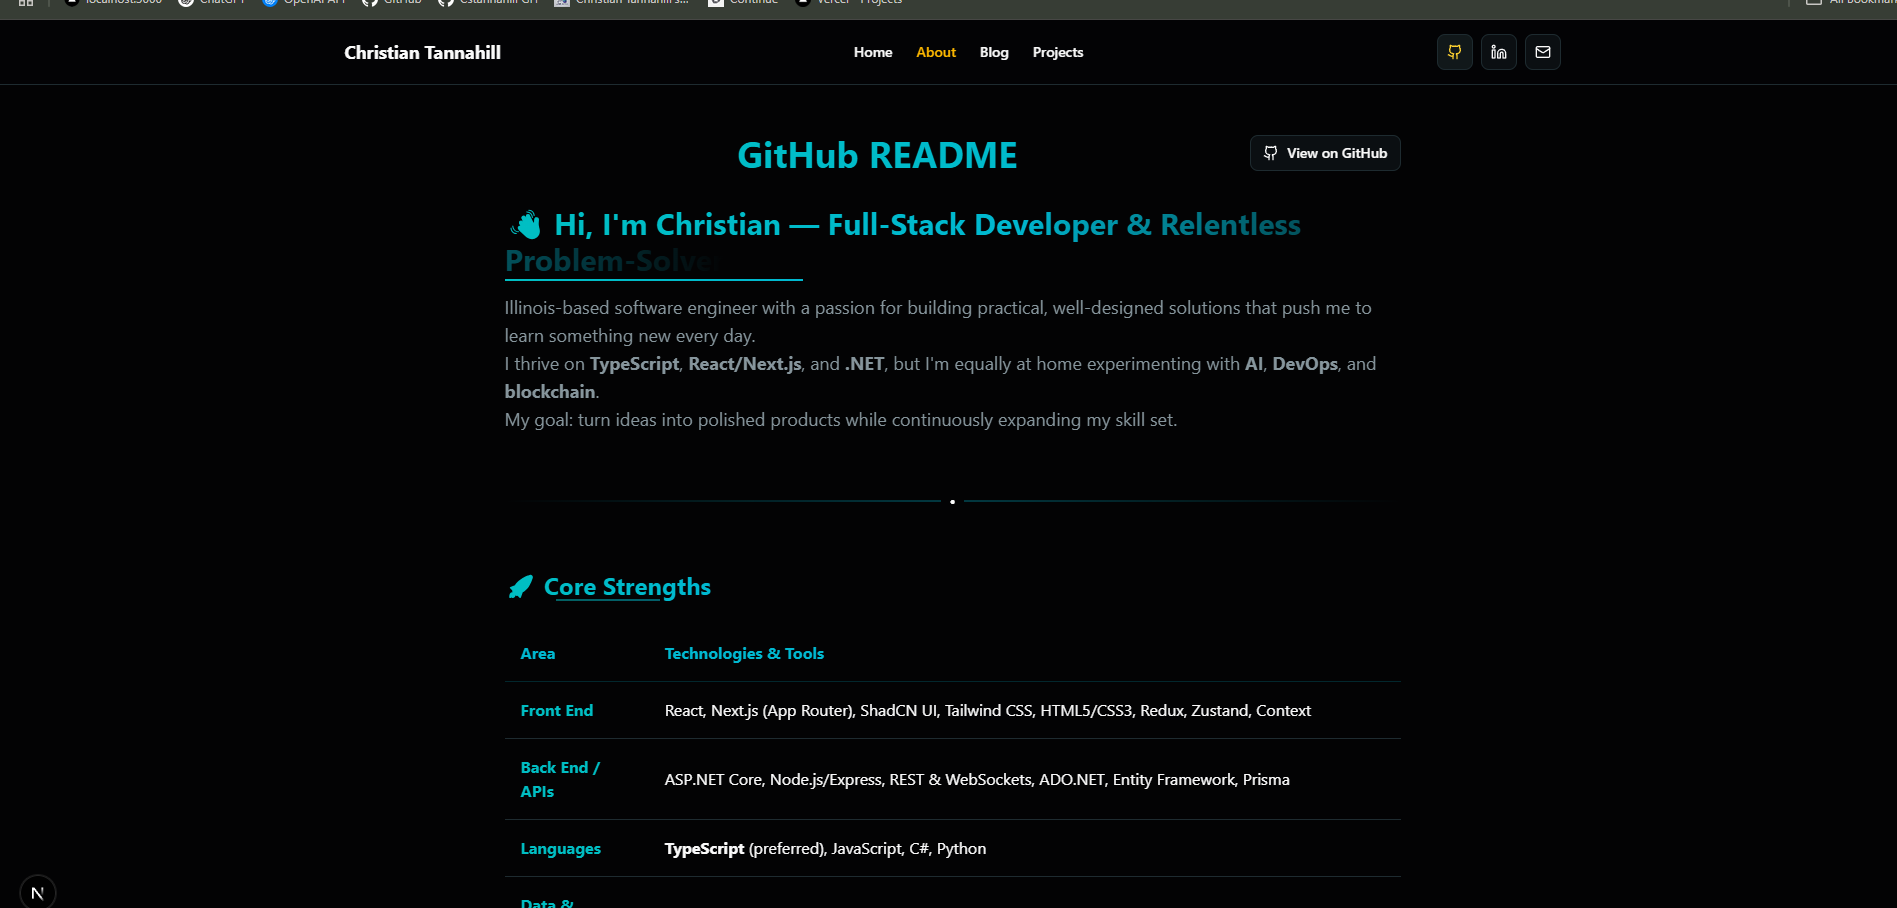 localhost:3000 ChatGPT OpenAI API GitHub Cstannahill GH Christian Tannahill's... Continue Vercel Projects All Bookmarks
Christian Tannahill
Home About Blog Projects
GitHub README
View on GitHub
👋 Hi, I'm Christian — Full-Stack Developer & Relentless
Problem-Solver
Illinois-based software engineer with a passion for building practical, well-designed solutions that push me to
learn something new every day.
I thrive on TypeScript, React/Next.js, and .NET, but I'm equally at home experimenting with AI, DevOps, and
blockchain.
My goal: turn ideas into polished products while continuously expanding my skill set.
🚀 Core Strengths
Area Technologies & Tools
Front End React, Next.js (App Router), ShadCN UI, Tailwind CSS, HTML5/CSS3, Redux, Zustand, Context
Back End /
APIs
ASP.NET Core, Node.js/Express, REST & WebSockets, ADO.NET, Entity Framework, Prisma
Languages TypeScript (preferred), JavaScript, C#, Python
Data &
N